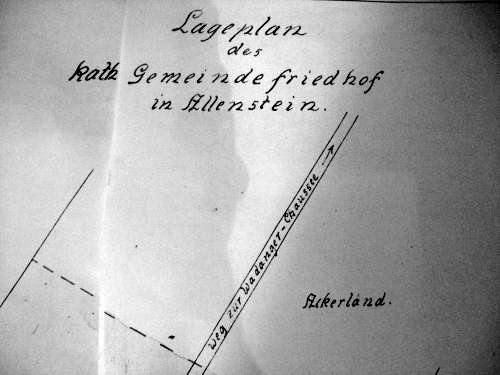 Lageplan
des
kath Gemeindefriedhof
in Allenstein.
Weg zur Wadanger-Chaussee
Ackerland.